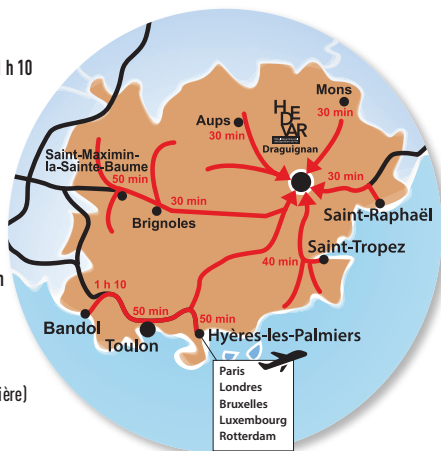 h 10
Mons
30 min
Aups
30 min
H
DE
VAR
Draguignan
Saint-Maximin-
la-Sainte-Baume
50 min
30 min
Brignoles
30 min
Saint-Raphaël
Saint-Tropez
40 min
1 h 10
50 min
50 min
Bandol
Toulon
Hyères-les-Palmiers
Paris
Londres
Bruxelles
Luxembourg
Rotterdam
ière)